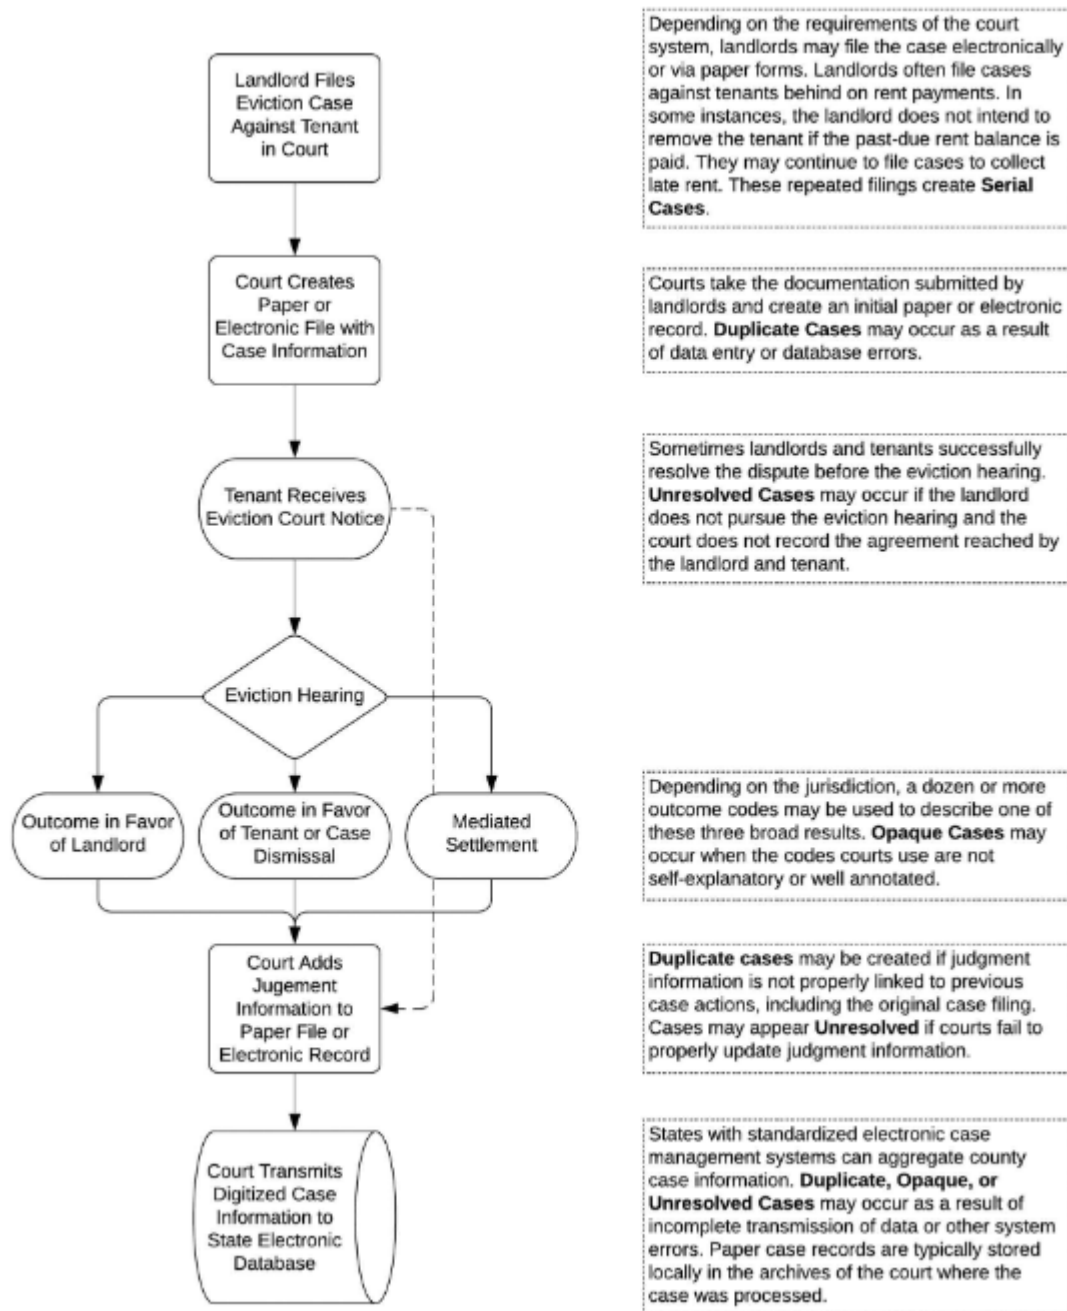 Landlord Files
Eviction Case
Against Tenant
in Court
Depending on the requirements of the court
system, landlords may file the case electronically
or via paper forms. Landlords often file cases
against tenants behind on rent payments. In
some instances, the landlord does not intend to
remove the tenant if the past-due rent balance is
paid. They may continue to file cases to collect
late rent. These repeated filings create Serial
Cases.
Court Creates
Paper or
Electronic File with
Case Information
Courts take the documentation submitted by
landlords and create an initial paper or electronic
record. Duplicate Cases may occur as a result
of data entry or database errors.
Tenant Receives
Eviction Court Notice
Sometimes landlords and tenants successfully
resolve the dispute before the eviction hearing.
Unresolved Cases may occur if the landlord
does not pursue the eviction hearing and the
court does not record the agreement reached by
the landlord and tenant.
Eviction Hearing
Outcome in Favor
of Landlord
Outcome in Favor
of Tenant or Case
Dismissal
Mediated
Settlement
Depending on the jurisdiction, a dozen or more
outcome codes may be used to describe one of
these three broad results. Opaque Cases may
occur when the codes courts use are not
self-explanatory or well annotated.
Court Adds
Jugement
Information to
Paper File or
Electronic Record
Duplicate cases may be created if judgment
information is not properly linked to previous
case actions, including the original case filing.
Cases may appear Unresolved if courts fail to
properly update judgment information.
Court Transmits
Digitized Case
Information to
State Electronic
Database
States with standardized electronic case
management systems can aggregate county
case information. Duplicate, Opaque, or
Unresolved Cases may occur as a result of
incomplete transmission of data or other system
errors. Paper case records are typically stored
locally in the archives of the court where the
case was processed.